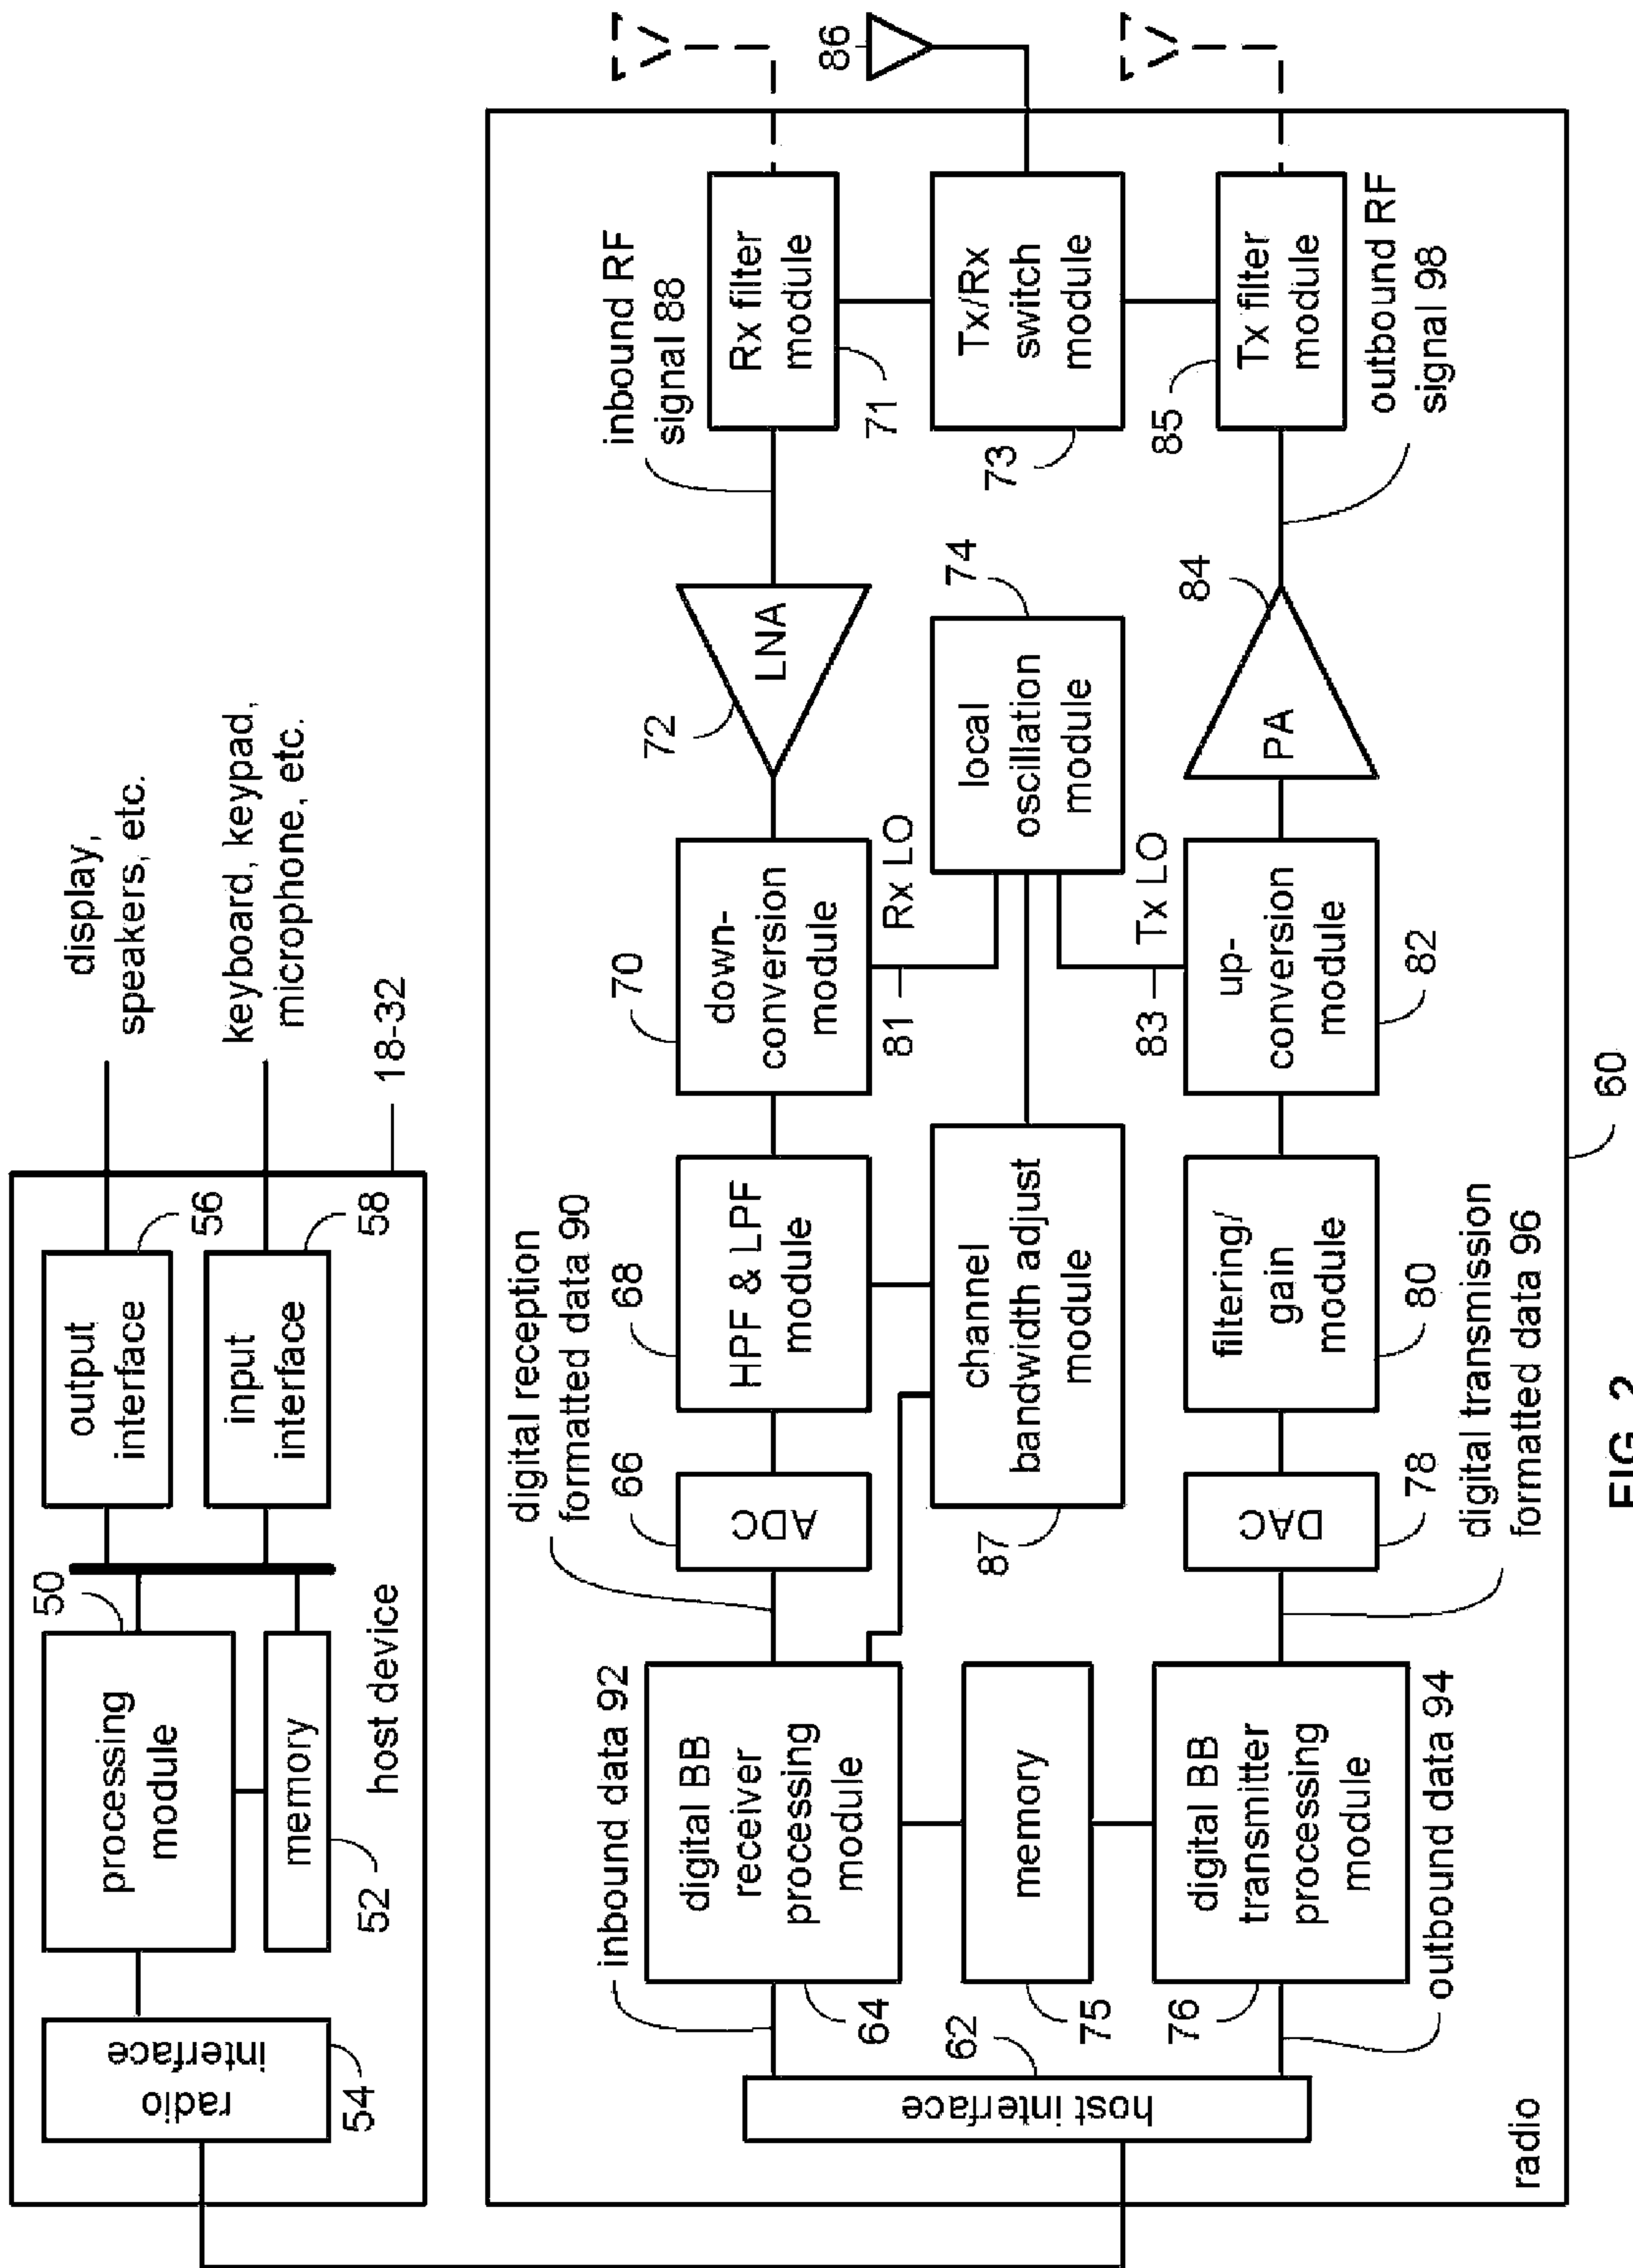 display,
speakers, etc.
keyboard, keypad,
microphone, etc.
18-32
output
interface
56
input
interface
58
50
processing
module
memory
52
host device
radio
interface
54
digital reception
formatted data 90
inbound RF
signal 88
inbound data 92
digital BB
receiver
processing
module
64
66
ADC
68
HPF & LPF
module
70
down-
conversion
module
72
LNA
Rx filter
module
71
86
62
host interface
memory
75
87
channel
bandwidth adjust
module
81
Rx LO
83
Tx LO
local
oscillation
module
74
Tx/Rx
switch
module
73
76
digital BB
transmitter
processing
module
outbound data 94
DAC
78
digital transmission
formatted data 96
filtering/
gain
module
80
up-
conversion
module
82
PA
84
85
Tx filter
module
outbound RF
signal 98
radio
60
FIG. 2